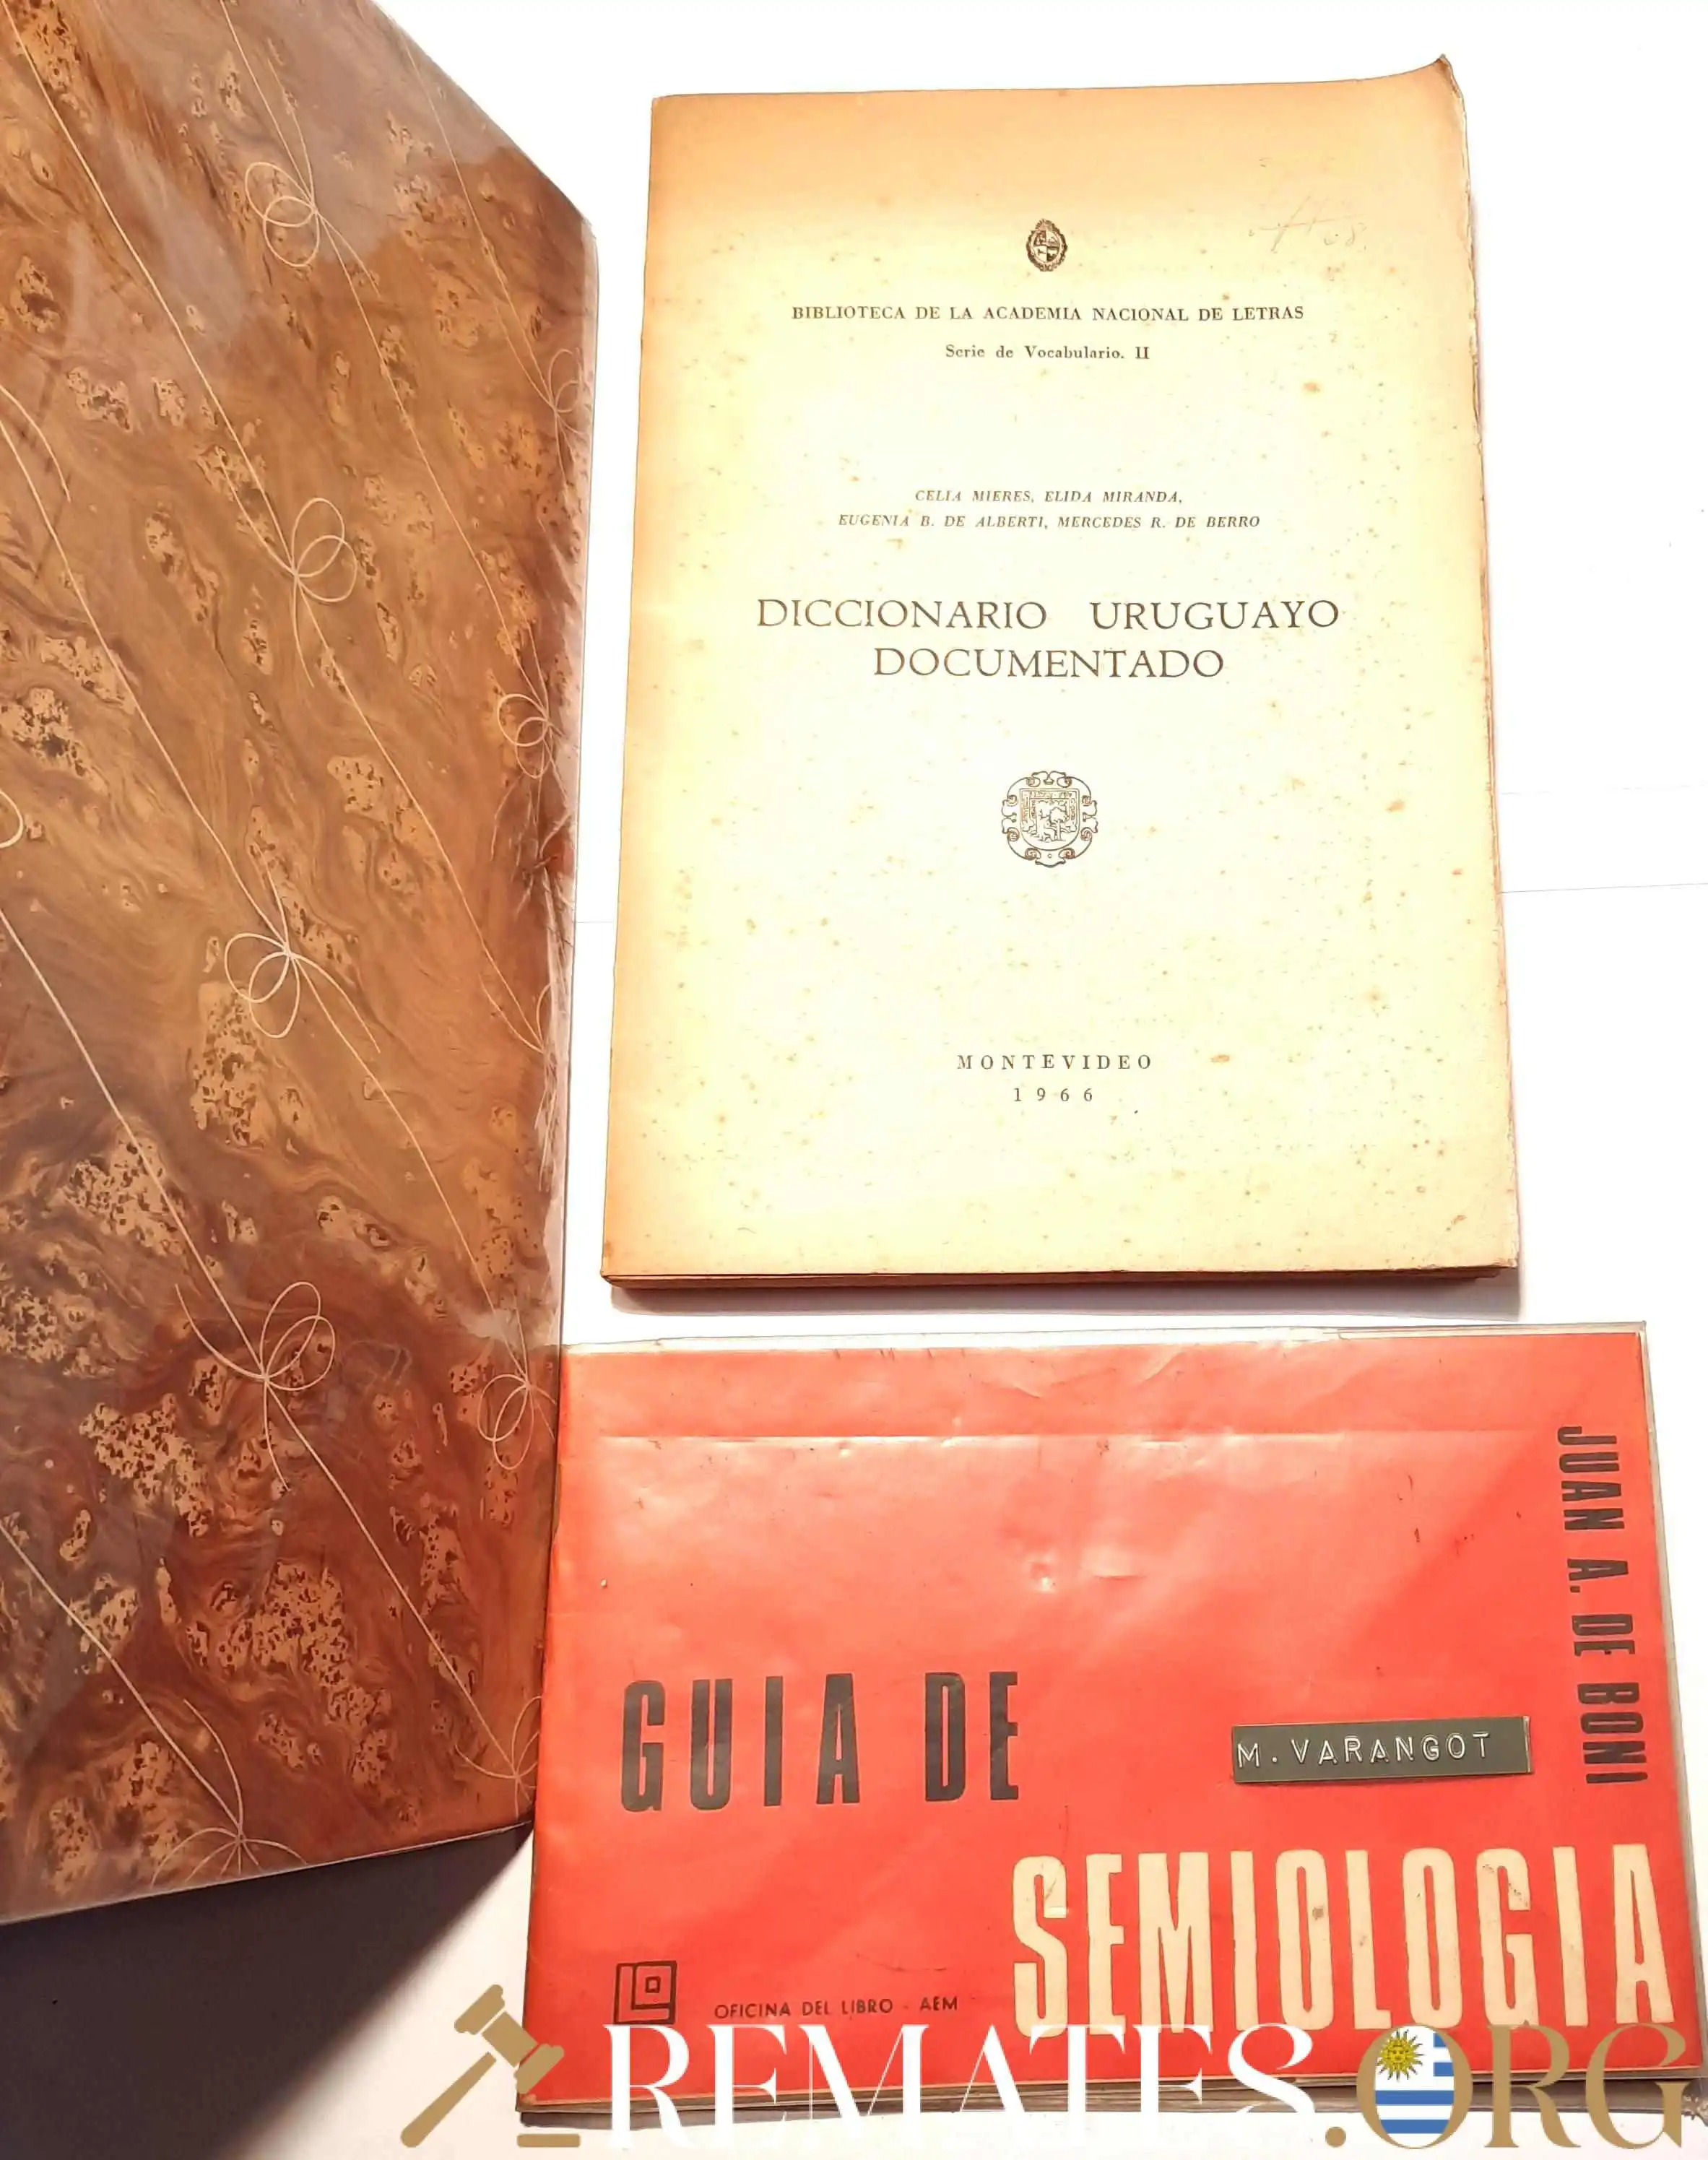 BIBLIOTECA DE LA ACADEMIA NACIONAL DE LETRAS
Serie de Vocabulario. II
CELIA MIERES, ELIDA MIRANDA,
EUGENIA B. DE ALBERTI, MERCEDES R. DE BERRO
DICCIONARIO URUGUAYO
DOCUMENTADO
MONTEVIDEO
1966
JUAN A. DE BONI
GUIA DE
M. VARANGOT
SEMIOLOGIA
OFICINA DEL LIBRO - AEM
REMATES.ORG